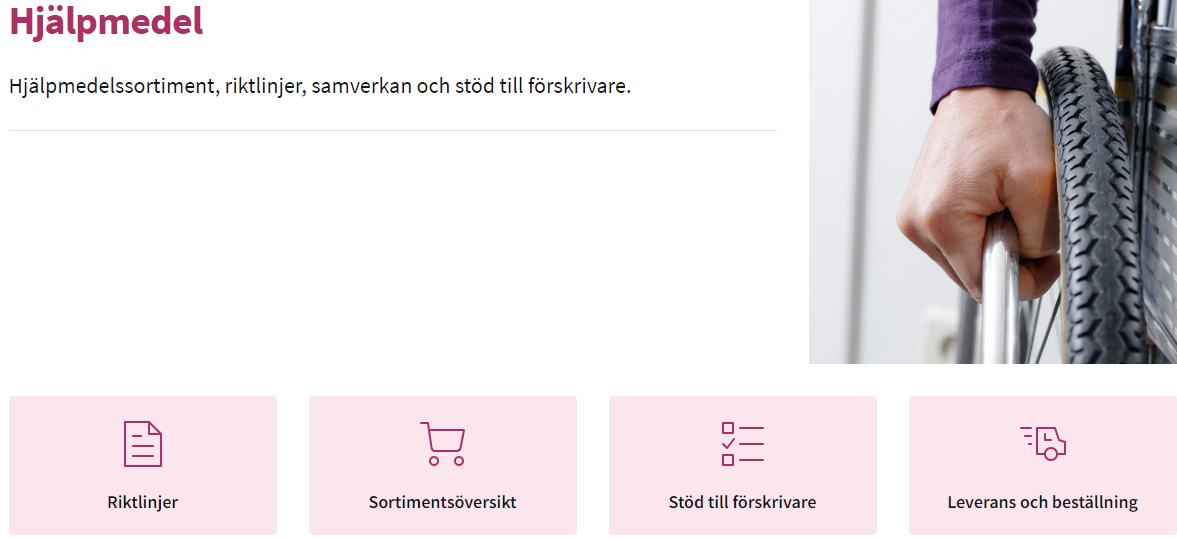 Hjälpmedel
Hjälpmedelssortiment, riktlinjer, samverkan och stöd till förskrivare.
Riktlinjer
Sortimentsöversikt
Stöd till förskrivare
Leverans och beställning